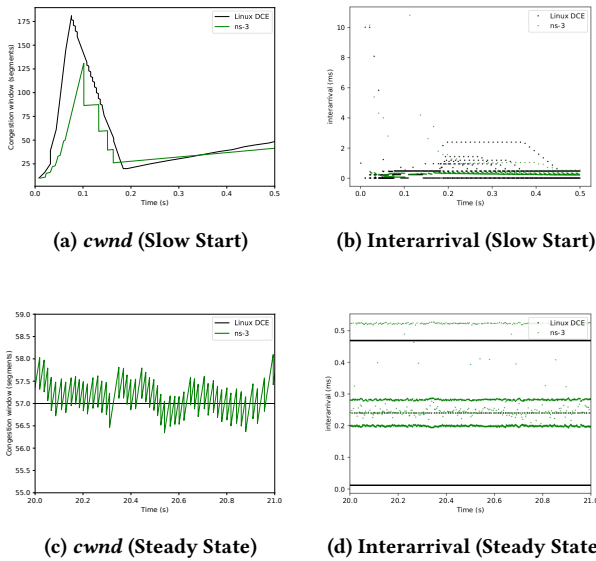 175
150
125
100
75
50
25
0.0 0.1 0.2 0.3 0.4 0.5
Time (s)
Congestion window (segments)
Linux DCE
ns-3
(a) cwnd (Slow Start)
10
8
6
4
2
0
0.0 0.1 0.2 0.3 0.4 0.5
Time (s)
interarrival (ms)
Linux DCE
ns-3
(b) Interarrival (Slow Start)
59.0
58.5
58.0
57.5
57.0
56.5
56.0
55.5
55.0
20.0 20.2 20.4 20.6 20.8 21.0
Time (s)
Congestion window (segments)
Linux DCE
ns-3
(c) cwnd (Steady State)
0.5
0.4
0.3
0.2
0.1
0.0
20.0 20.2 20.4 20.6 20.8 21.0
Time (s)
interarrival (ms)
Linux DCE
ns-3
(d) Interarrival (Steady State